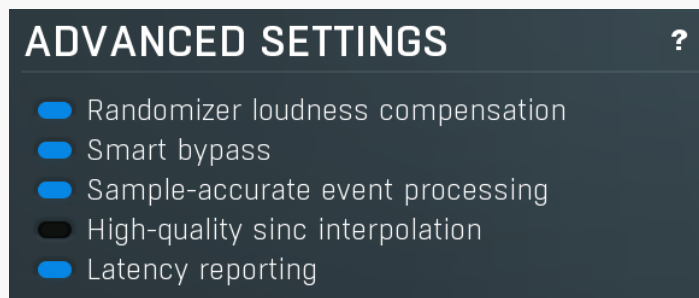 ADVANCED SETTINGS ?
Randomizer loudness compensation
Smart bypass
Sample-accurate event processing
High-quality sinc interpolation
Latency reporting